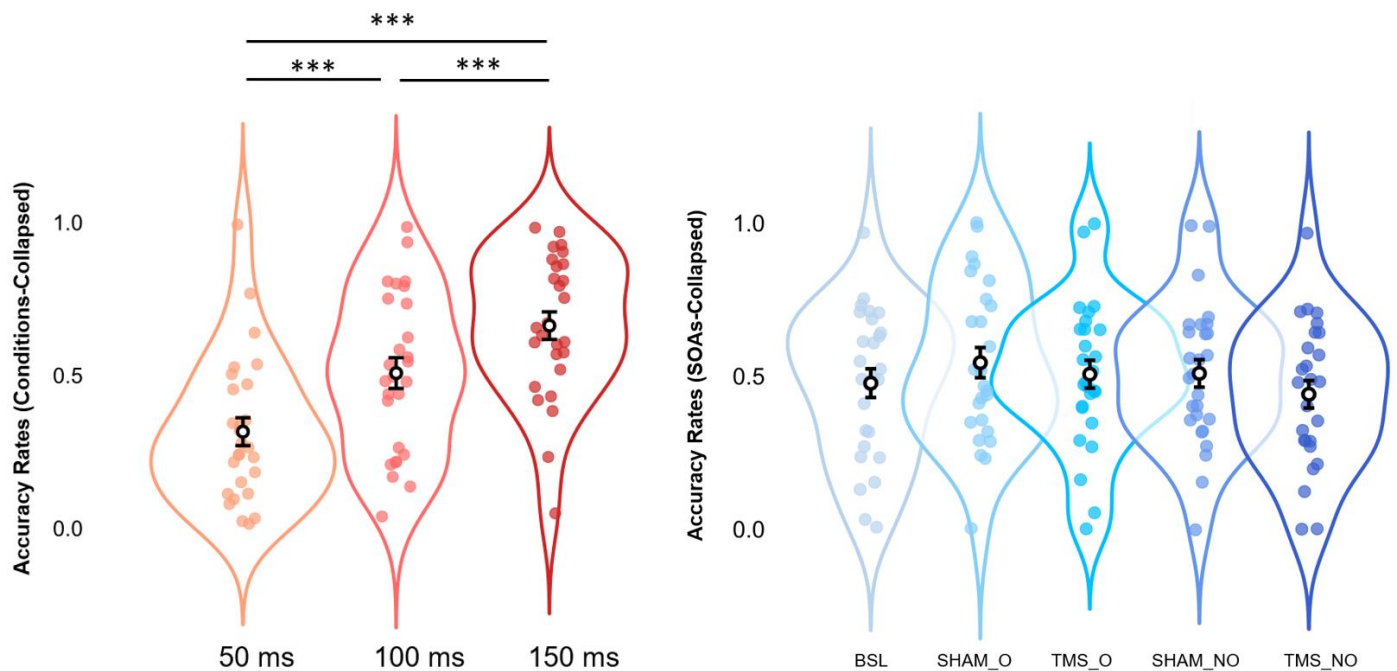 ***
*** ***
Accuracy Rates (Conditions-Collapsed)
1.0
0.5
0.0
50 ms 100 ms 150 ms
Accuracy Rates (SOAs-Collapsed)
1.0
0.5
0.0
BSL SHAM_O TMS_O SHAM_NO TMS_NO